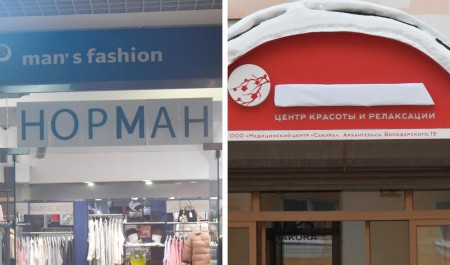 man's fashion
НОРМАН
ЦЕНТР КРАСОТЫ И РЕЛАКСАЦИИ
ООО «Медицинский центр «Сакура», Архангельск, Володарского, 19